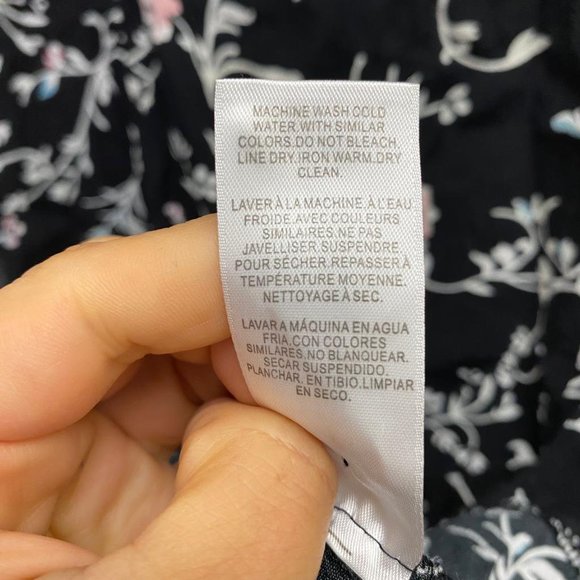 MACHINE WASH COLD
WATER.WITH SIMILAR
COLORS.DO NOT BLEACH.
LINE DRY.IRON WARM.DRY
CLEAN.
LAVER À LA MACHINE À L'EAU
FROIDE.AVEC COULEURS
SIMILAIRES.NE PAS
JAVELLISER.SUSPENDRE
POUR SÉCHER.REPASSER À
TEMPÉRATURE MOYENNE.
NETTOYAGE À SEC.
LAVAR A MÁQUINA EN AGUA
FRIA.CON COLORES
SIMILARES.NO BLANQUEAR.
SECAR SUSPENDIDO.
PLANCHAR. EN TIBIO.LIMPIAR
EN SECO.